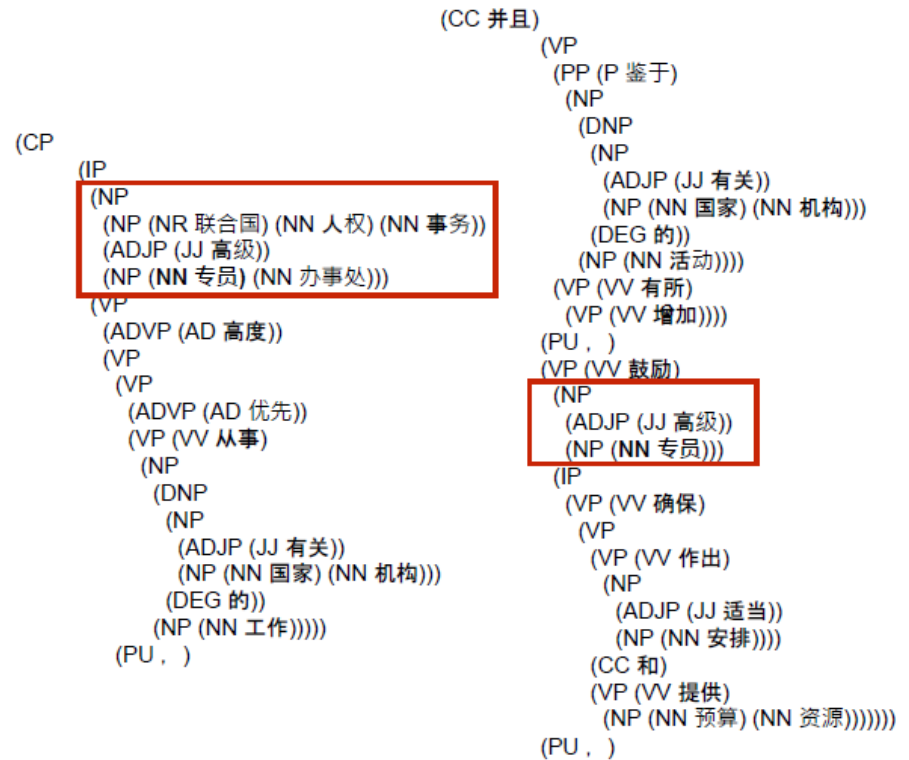 (CP
(IP
(NP
(NP (NR 联合国) (NN 人权) (NN 事务))
(ADJP (JJ 高级))
(NP (NN 专员) (NN 办事处)))
(VP
(ADVP (AD 高度))
(VP
(VP
(ADVP (AD 优先))
(VP (VV 从事)
(NP
(DNP
(NP
(ADJP (JJ 有关))
(NP (NN 国家) (NN 机构)))
(DEG 的))
(NP (NN 工作)))))
(PU ， )
(CC 并且)
(VP
(PP (P 鉴于)
(NP
(DNP
(NP
(ADJP (JJ 有关))
(NP (NN 国家) (NN 机构)))
(DEG 的))
(NP (NN 活动))))
(VP (VV 有所)
(VP (VV 增加))))
(PU ， )
(VP (VV 鼓励)
(NP
(ADJP (JJ 高级))
(NP (NN 专员)))
(IP
(VP (VV 确保)
(VP
(VP (VV 作出)
(NP
(ADJP (JJ 适当))
(NP (NN 安排))))
(CC 和)
(VP (VV 提供)
(NP (NN 预算) (NN 资源)))))))
(PU ， )